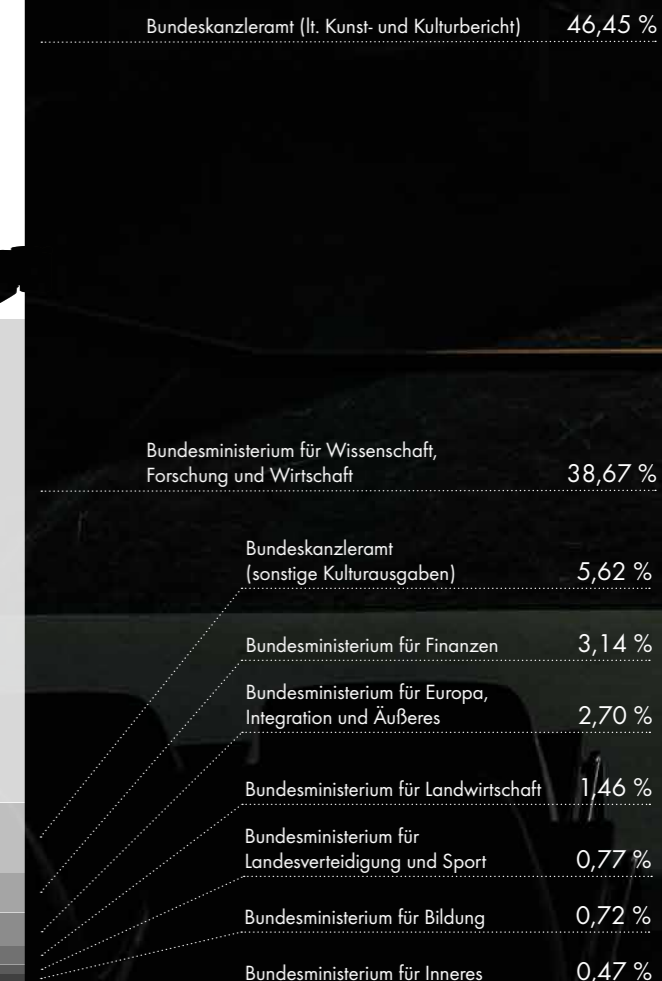 Bundeskanzleramt (lt. Kunst- und Kulturbericht) 46,45 %
Bundesministerium für Wissenschaft,
Forschung und Wirtschaft 38,67 %
Bundeskanzleramt
(sonstige Kulturausgaben) 5,62 %
Bundesministerium für Finanzen 3,14 %
Bundesministerium für Europa,
Integration und Äußeres 2,70 %
Bundesministerium für Landwirtschaft 1,46 %
Bundesministerium für
Landesverteidigung und Sport 0,77 %
Bundesministerium für Bildung 0,72 %
Bundesministerium für Inneres 0,47 %